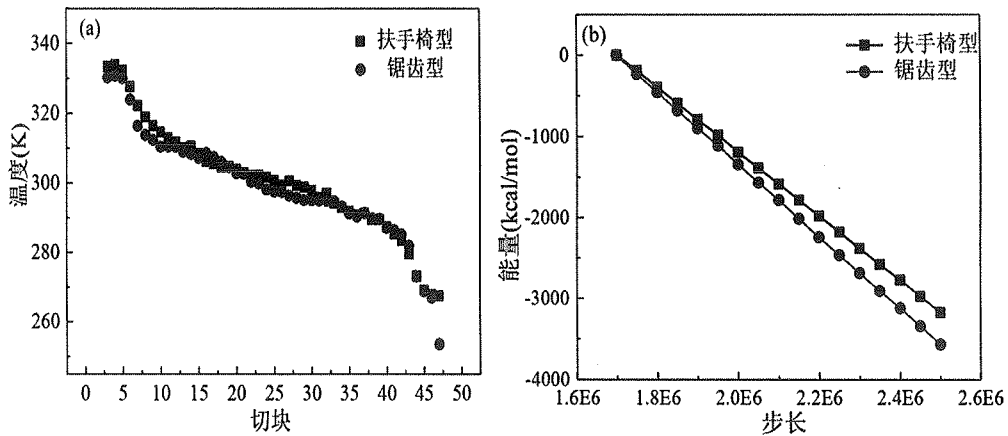 (a)
扶手椅型
锯齿型
340
320
300
280
260
温度(K)
0 5 10 15 20 25 30 35 40 45 50
切块
(b)
扶手椅型
锯齿型
0
-1000
-2000
-3000
-4000
能量(kcal/mol)
1.6E6 1.8E6 2.0E6 2.2E6 2.4E6 2.6E6
步长